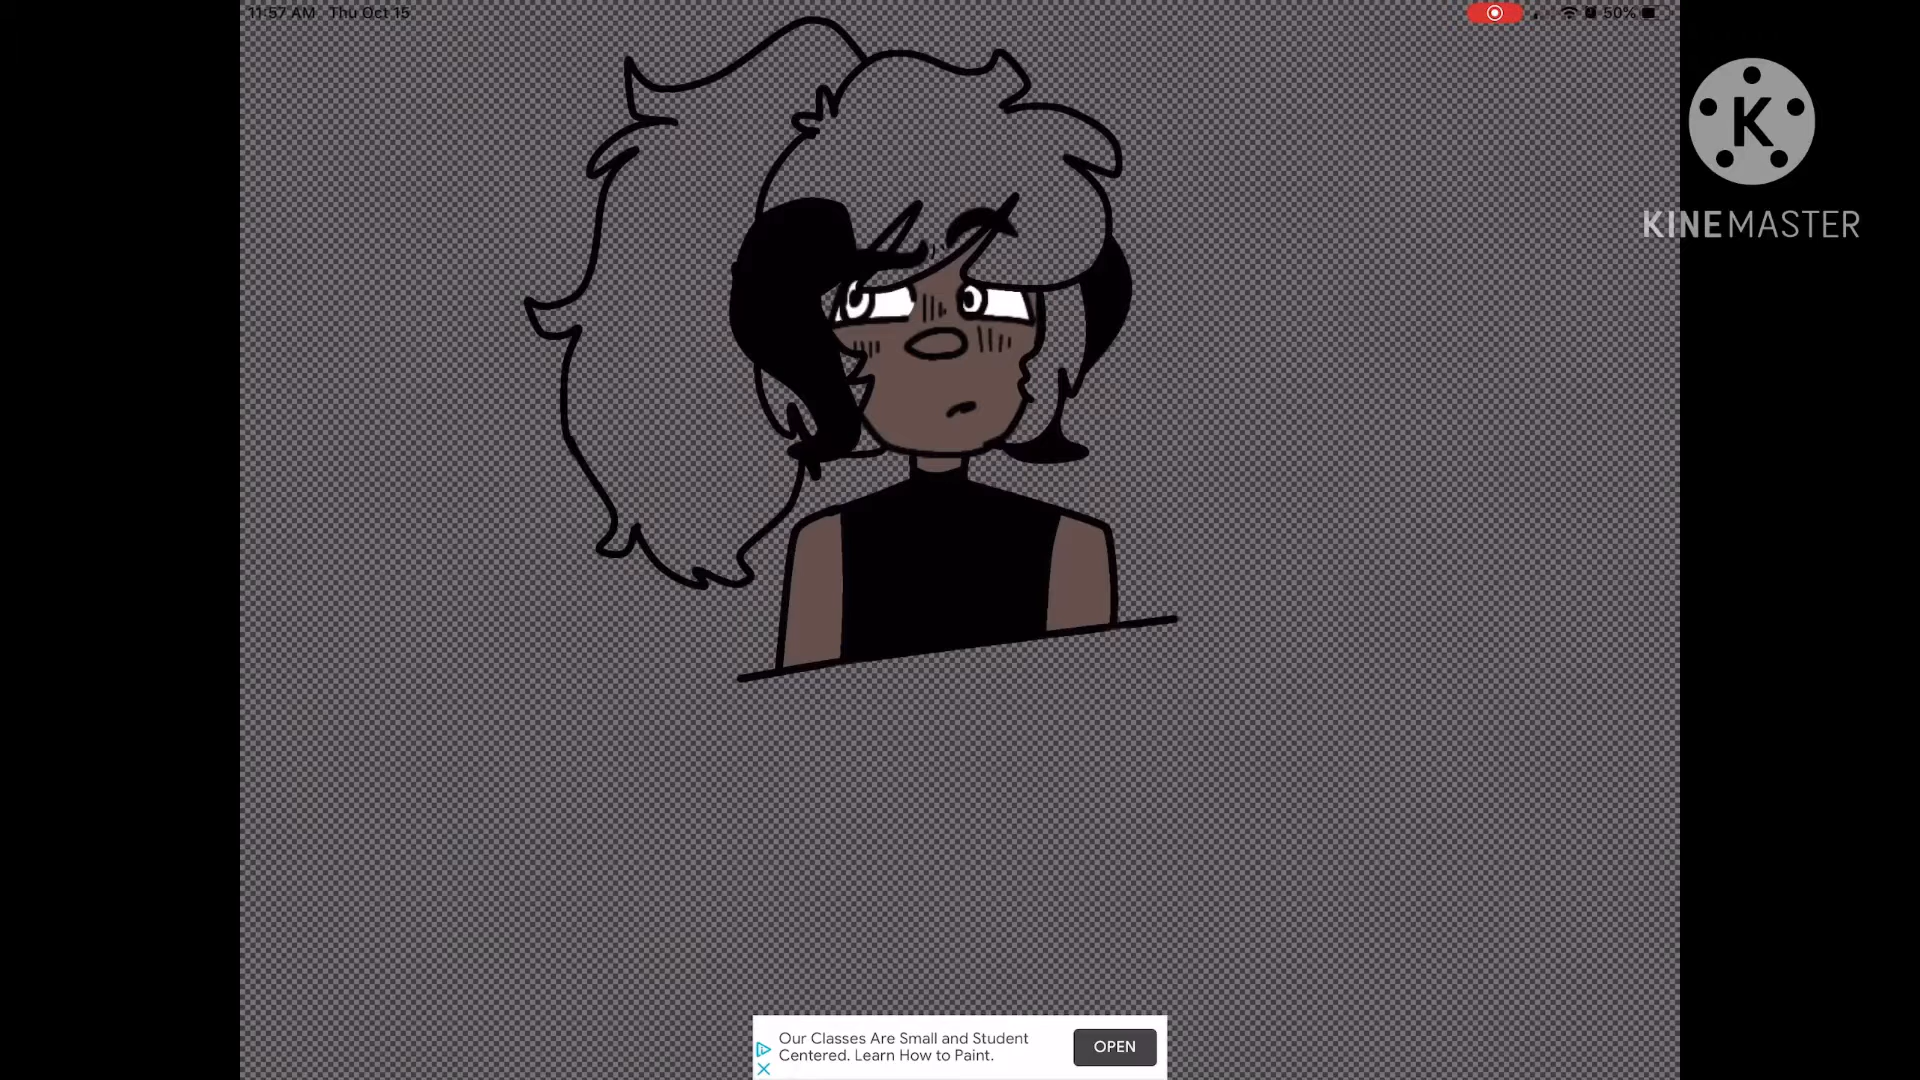 11:57 AM Thu Oct 15
50%
K
KINEMASTER
Our Classes Are Small and Student
Centered. Learn How to Paint.
OPEN